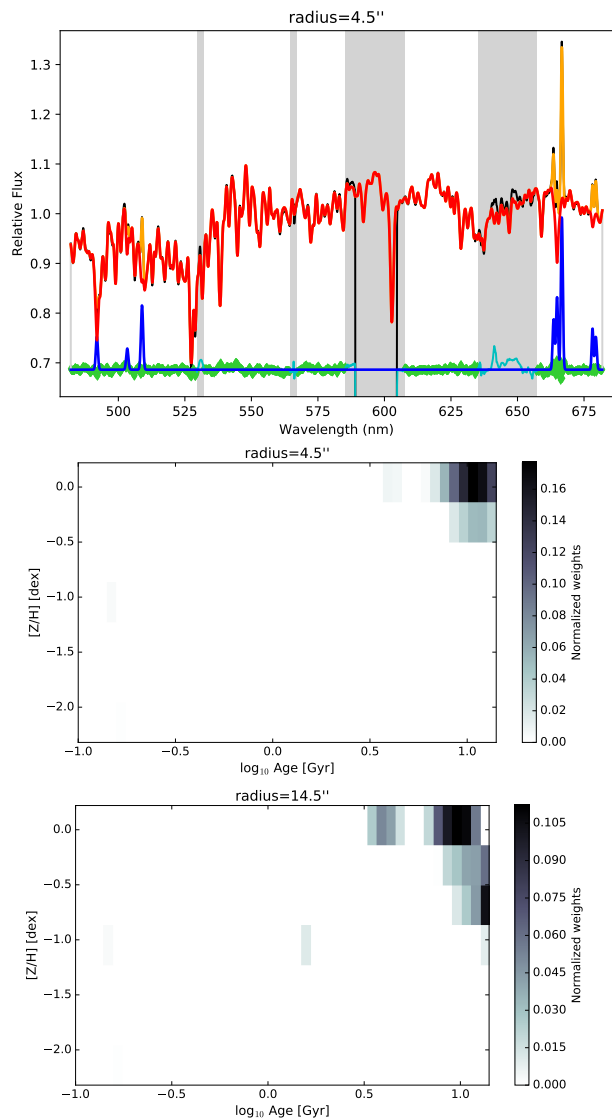 radius=4.5''
Relative Flux
1.3
1.2
1.1
1.0
0.9
0.8
0.7
500 525 550 575 600 625 650 675
Wavelength (nm)
radius=4.5''
[Z/H] [dex]
0.0
−0.5
−1.0
−1.5
−2.0
−1.0 −0.5 0.0 0.5 1.0
log₁₀ Age [Gyr]
0.16
0.14
0.12
0.10
0.08
0.06
0.04
0.02
0.00
Normalized weights
radius=14.5''
[Z/H] [dex]
0.0
−0.5
−1.0
−1.5
−2.0
−1.0 −0.5 0.0 0.5 1.0
log₁₀ Age [Gyr]
0.105
0.090
0.075
0.060
0.045
0.030
0.015
0.000
Normalized weights